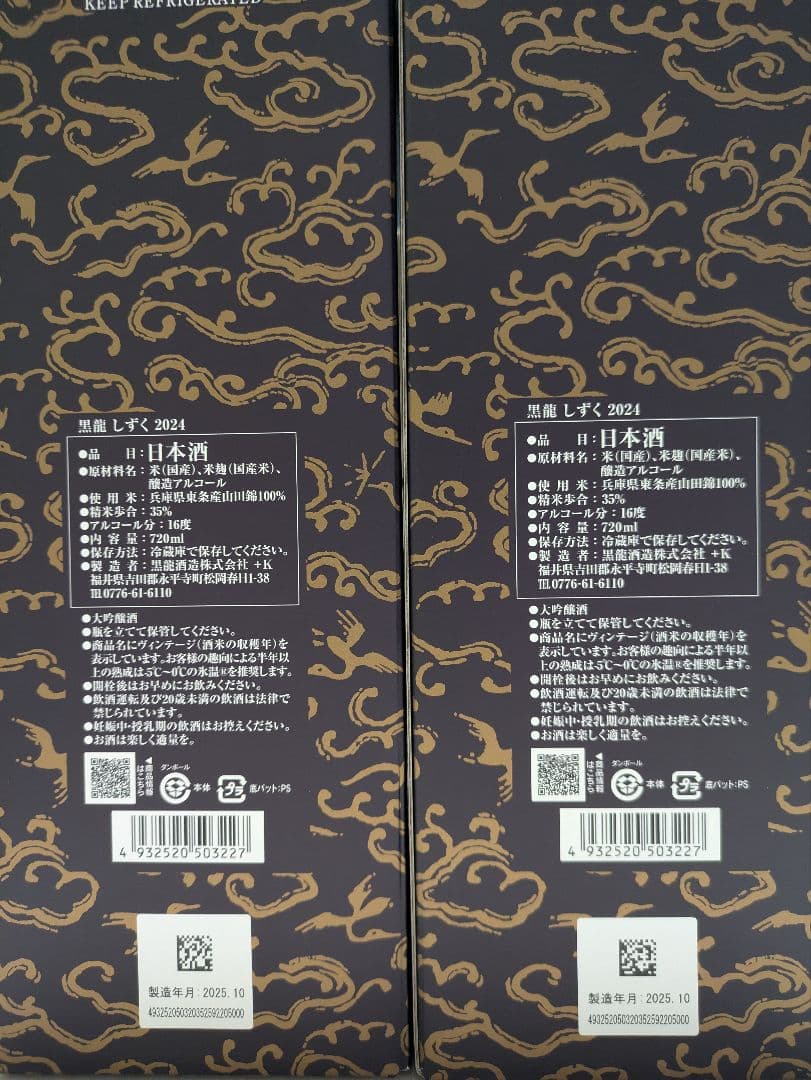 KEEP REFRIGERATED
黒龍 しずく 2024
●品　　目：日本酒
●原材料名：米(国産)、米麹(国産米)、
醸造アルコール
●使 用 米：兵庫県東条産山田錦100%
●精米歩合：35%
●アルコール分：16度
●内 容 量：720ml
●保存方法：冷蔵庫で保存してください。
●製 造 者：黒龍酒造株式会社 +K
福井県吉田郡永平寺町松岡春日1-38
℡0776-61-6110
●大吟醸酒
●瓶を立てて保管してください。
●商品名にヴィンテージ(酒米の収穫年)を
表示しています。お客様の趣向による半年以
上の熟成は-5℃〜0℃の氷温®を推奨します。
●開栓後はお早めにお飲みください。
●飲酒運転及び20歳未満の飲酒は法律で
禁じられています。
●妊娠中・授乳期の飲酒はお控えください。
●お酒は楽しく適量を。
◀商品情報
はこちら
ダンボール
本体
プラ
底パット:PS
4 932520 503227
製造年月: 2025.10
4932520503203525922050​00
黒龍 しずく 2024
●品　　目：日本酒
●原材料名：米(国産)、米麹(国産米)、
醸造アルコール
●使 用 米：兵庫県東条産山田錦100%
●精米歩合：35%
●アルコール分：16度
●内 容 量：720ml
●保存方法：冷蔵庫で保存してください。
●製 造 者：黒龍酒造株式会社 +K
福井県吉田郡永平寺町松岡春日1-38
℡0776-61-6110
●大吟醸酒
●瓶を立てて保管してください。
●商品名にヴィンテージ(酒米の収穫年)を
表示しています。お客様の趣向による半年以
上の熟成は-5℃〜0℃の氷温®を推奨します。
●開栓後はお早めにお飲みください。
●飲酒運転及び20歳未満の飲酒は法律で
禁じられています。
●妊娠中・授乳期の飲酒はお控えください。
●お酒は楽しく適量を。
◀商品情報
はこちら
ダンボール
本体
プラ
底パット:PS
4 932520 503227
製造年月: 2025.10
493252050320352592205000